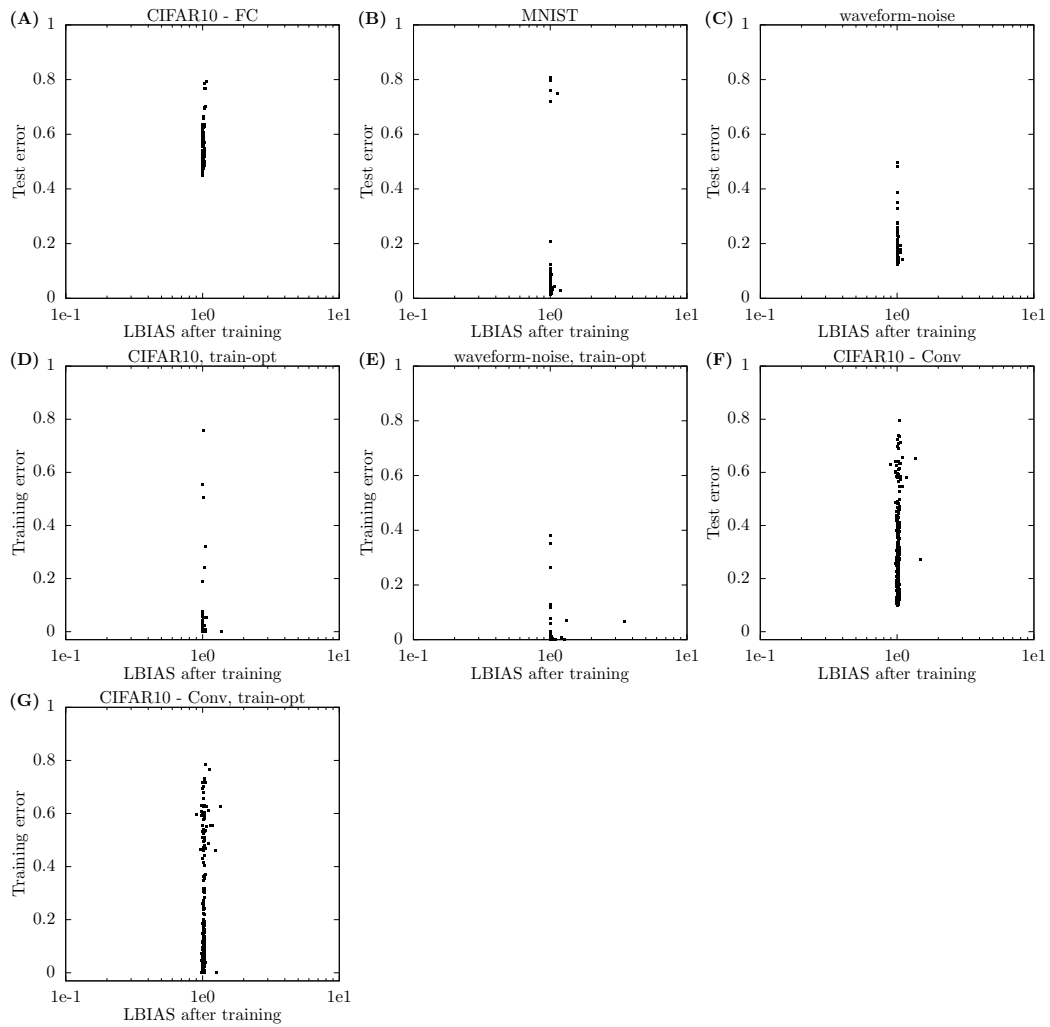 (A) CIFAR10 - FC
1
0.8
0.6
0.4
0.2
0
Test error
1e-1 1e0 1e1
LBIAS after training
(B) MNIST
1
0.8
0.6
0.4
0.2
0
Test error
1e-1 1e0 1e1
LBIAS after training
(C) waveform-noise
1
0.8
0.6
0.4
0.2
0
Test error
1e-1 1e0 1e1
LBIAS after training
(D) CIFAR10, train-opt
1
0.8
0.6
0.4
0.2
0
Training error
1e-1 1e0 1e1
LBIAS after training
(E) waveform-noise, train-opt
1
0.8
0.6
0.4
0.2
0
Training error
1e-1 1e0 1e1
LBIAS after training
(F) CIFAR10 - Conv
1
0.8
0.6
0.4
0.2
0
Test error
1e-1 1e0 1e1
LBIAS after training
(G) CIFAR10 - Conv, train-opt
1
0.8
0.6
0.4
0.2
0
Training error
1e-1 1e0 1e1
LBIAS after training